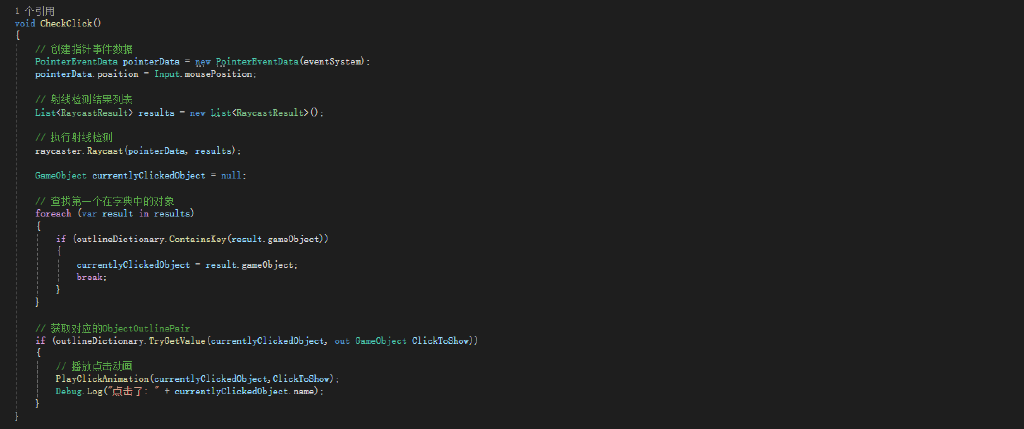 1 个引用
void CheckClick()
{
// 创建指针事件数据
PointerEventData pointerData = new PointerEventData(eventSystem);
pointerData.position = Input.mousePosition;
// 射线检测结果列表
List<RaycastResult> results = new List<RaycastResult>();
// 执行射线检测
raycaster.Raycast(pointerData, results);
GameObject currentlyClickedObject = null;
// 查找第一个在字典中的对象
foreach (var result in results)
{
if (outlineDictionary.ContainsKey(result.gameObject))
{
currentlyClickedObject = result.gameObject;
break;
}
}
// 获取对应的ObjectOutlinePair
if (outlineDictionary.TryGetValue(currentlyClickedObject, out GameObject ClickToShow))
{
// 播放点击动画
PlayClickAnimation(currentlyClickedObject,ClickToShow);
Debug.Log("点击了: " + currentlyClickedObject.name);
}
}